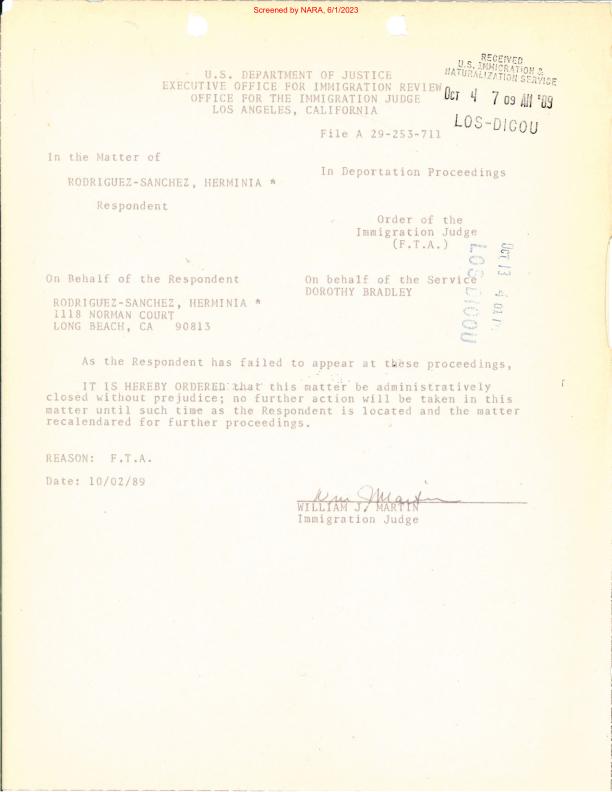 Screened by NARA, 6/1/2023
RECEIVED
U.S. IMMIGRATION &
NATURALIZATION SERVICE
OCT 4 7 09 AM '89
LOS-DIGOU
U.S. DEPARTMENT OF JUSTICE
EXECUTIVE OFFICE FOR IMMIGRATION REVIEW
OFFICE FOR THE IMMIGRATION JUDGE
LOS ANGELES, CALIFORNIA
File A 29-253-711
In the Matter of
RODRIGUEZ-SANCHEZ, HERMINIA *
In Deportation Proceedings
Respondent
Order of the
Immigration Judge
(F.T.A.)
OCT 13 4
LOS DIGOU
On Behalf of the Respondent
On behalf of the Service
DOROTHY BRADLEY
RODRIGUEZ-SANCHEZ, HERMINIA *
1118 NORMAN COURT
LONG BEACH, CA 90813
As the Respondent has failed to appear at these proceedings,
IT IS HEREBY ORDERED that this matter be administratively
closed without prejudice; no further action will be taken in this
matter until such time as the Respondent is located and the matter
recalendared for further proceedings.
REASON: F.T.A.
Date: 10/02/89
Wm J Martin
WILLIAM J. MARTIN
Immigration Judge